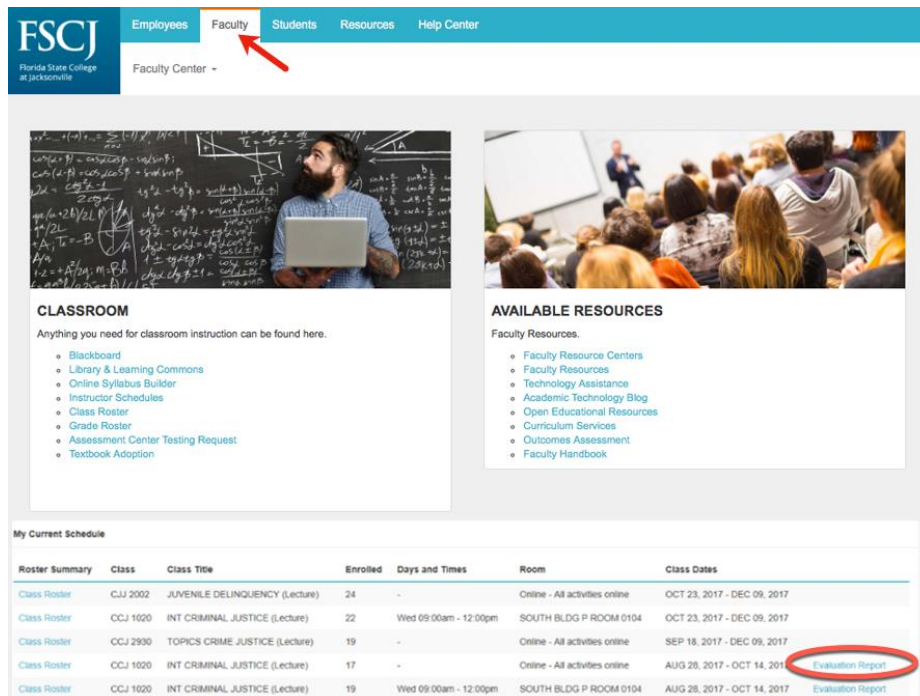 FSCJ
Florida State College
at Jacksonville
Employees Faculty Students Resources Help Center
Faculty Center
CLASSROOM
Anything you need for classroom instruction can be found here.
Blackboard
Library & Learning Commons
Online Syllabus Builder
Instructor Schedules
Class Roster
Grade Roster
Assessment Center Testing Request
Textbook Adoption
AVAILABLE RESOURCES
Faculty Resources.
Faculty Resource Centers
Faculty Resources
Technology Assistance
Academic Technology Blog
Open Educational Resources
Curriculum Services
Outcomes Assessment
Faculty Handbook
My Current Schedule
Roster Summary Class Class Title Enrolled Days and Times Room Class Dates
Class Roster CJJ 2002 JUVENILE DELINQUENCY (Lecture) 24 - Online - All activities online OCT 23, 2017 - DEC 09, 2017
Class Roster CCJ 1020 INT CRIMINAL JUSTICE (Lecture) 22 Wed 09:00am - 12:00pm SOUTH BLDG P ROOM 0104 OCT 23, 2017 - DEC 09, 2017
Class Roster CCJ 2930 TOPICS CRIME JUSTICE (Lecture) 19 - Online - All activities online SEP 18, 2017 - DEC 09, 2017
Class Roster CCJ 1020 INT CRIMINAL JUSTICE (Lecture) 17 - Online - All activities online AUG 28, 2017 - OCT 14, 2017 Evaluation Report
Class Roster CCJ 1020 INT CRIMINAL JUSTICE (Lecture) 19 Wed 09:00am - 12:00pm SOUTH BLDG P ROOM 0104 AUG 28, 2017 - OCT 14, 2017 Evaluation Report